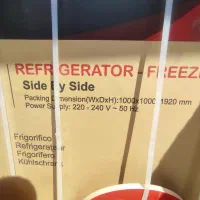 REFRIGERATOR - FREEZE
Side By Side
Packing Dimension(WxDxH):1000x1000x1920 mm
Power Supply: 220 - 240 V ~ 50 Hz
Frigorifico
Refrigerateur
Frigorifero
Kühlschrank